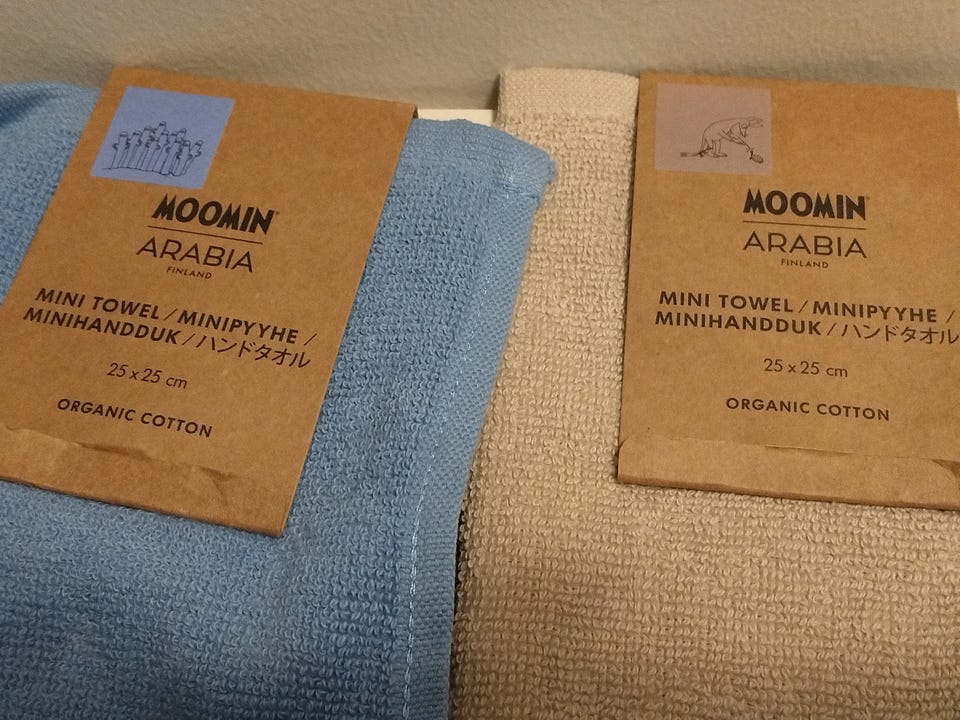 MOOMIN
ARABIA
FINLAND
MINI TOWEL / MINIPYYHE /
MINIHANDDUK / ハンドタオル
25 x 25 cm
ORGANIC COTTON
MOOMIN
ARABIA
FINLAND
MINI TOWEL / MINIPYYHE /
MINIHANDDUK / ハンドタオル
25 x 25 cm
ORGANIC COTTON